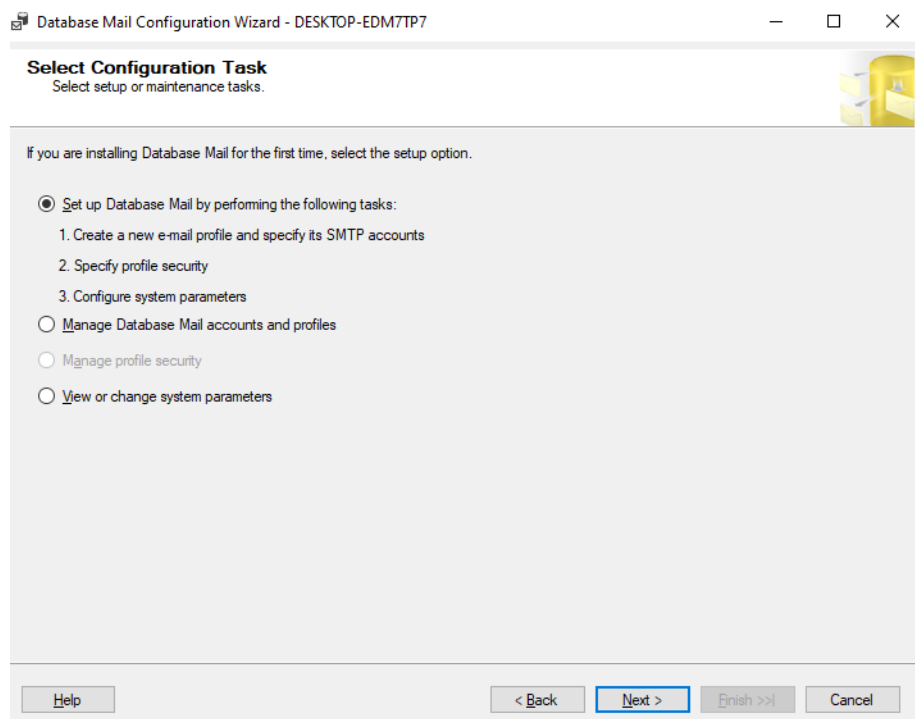 Database Mail Configuration Wizard - DESKTOP-EDM7TP7
Select Configuration Task
Select setup or maintenance tasks.
If you are installing Database Mail for the first time, select the setup option.
Set up Database Mail by performing the following tasks:
1. Create a new e-mail profile and specify its SMTP accounts
2. Specify profile security
3. Configure system parameters
Manage Database Mail accounts and profiles
Manage profile security
View or change system parameters
Help < Back Next > Finish >>| Cancel